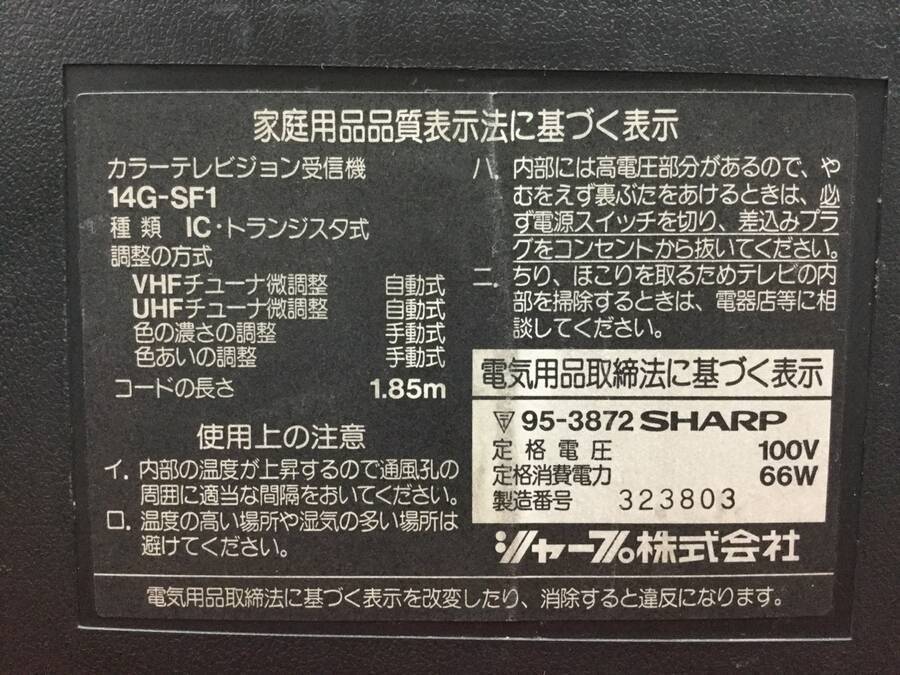 家庭用品品質表示法に基づく表示
カラーテレビジョン受信機
14G-SF1
種類 IC・トランジスタ式
調整の方式
VHFチューナ微調整 自動式
UHFチューナ微調整 自動式
色の濃さの調整 手動式
色あいの調整 手動式
コードの長さ 1.85m
使用上の注意
イ. 内部の温度が上昇するので通風孔の
周囲に適当な間隔をおいてください。
ロ. 温度の高い場所や湿気の多い場所は
避けてください。
ハ. 内部には高電圧部分があるので、や
むをえず裏ぶたをあけるときは、必
ず電源スイッチを切り、差込みプラ
グをコンセントから抜いてください。
ニ. ちり、ほこりを取るためテレビの内
部を掃除するときは、電器店等に相
談してください。
電気用品取締法に基づく表示
〒 95-3872 SHARP
定格電圧 100V
定格消費電力 66W
製造番号 323803
シャープ株式会社
電気用品取締法に基づく表示を改変したり、消除すると違反になります。